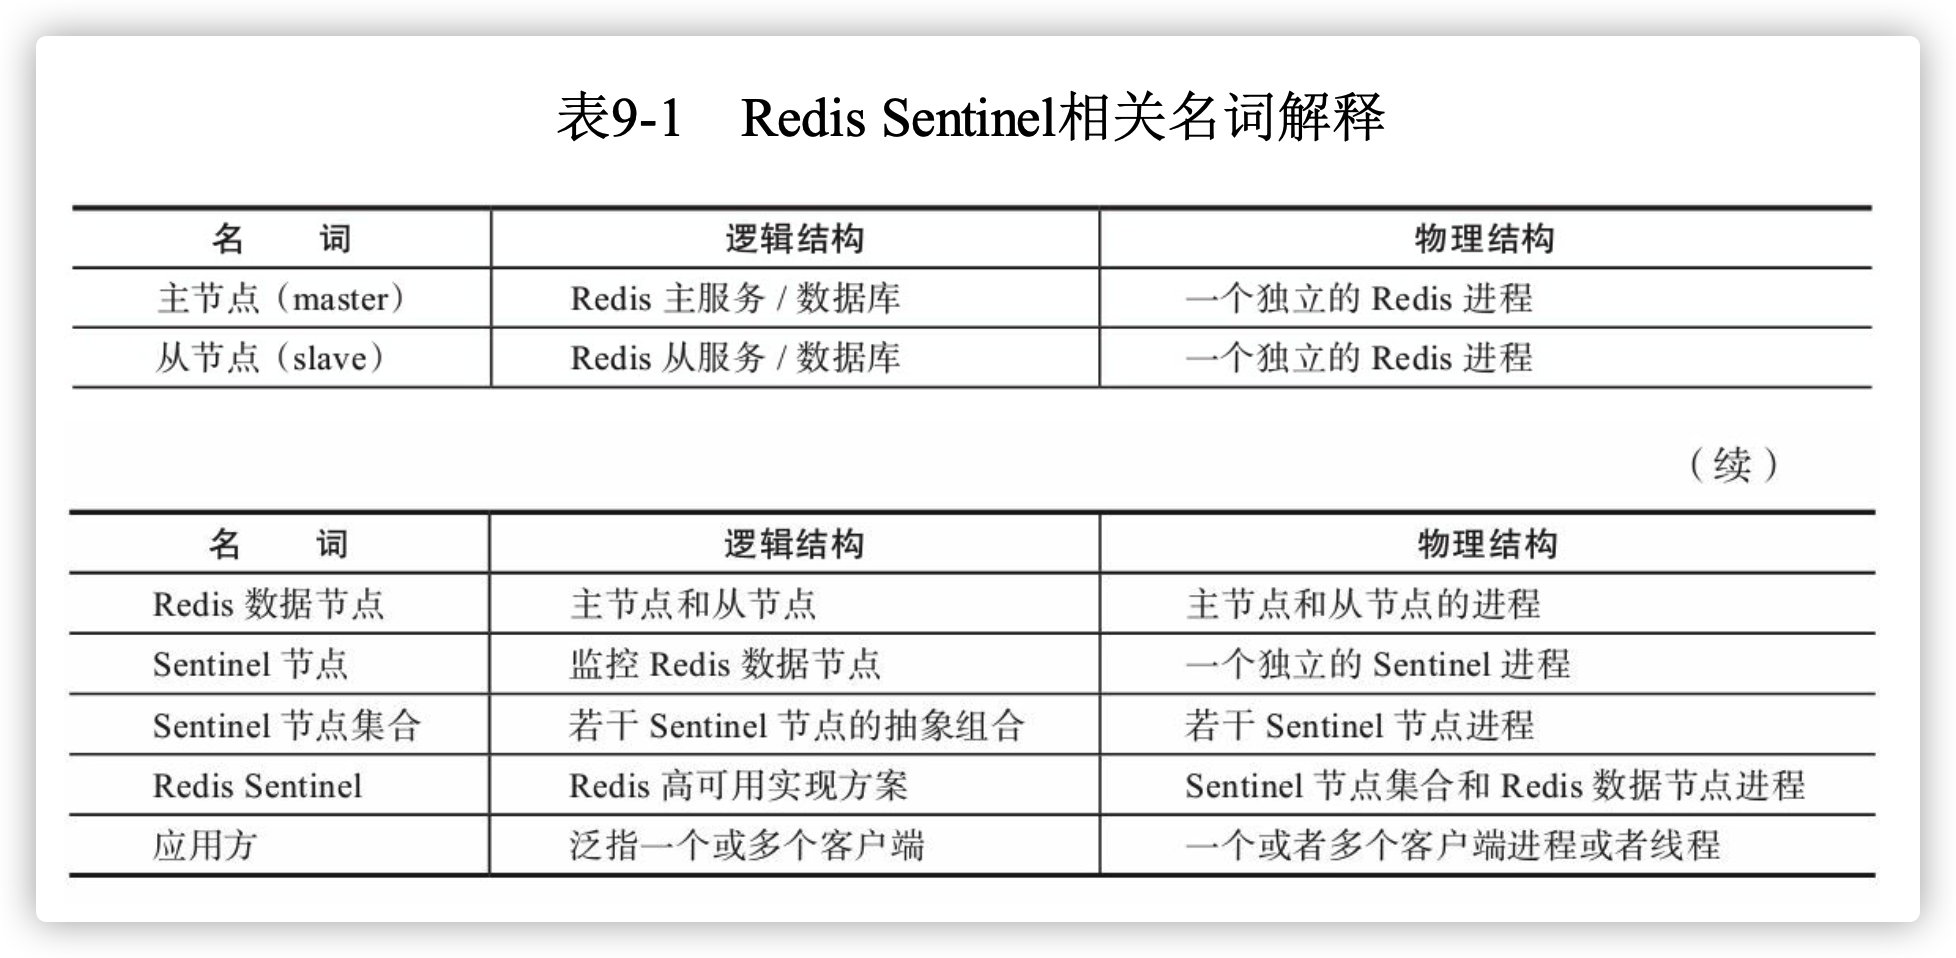 表9-1 Redis Sentinel相关名词解释
名 词 逻辑结构 物理结构
主节点（master） Redis 主服务 / 数据库 一个独立的 Redis 进程
从节点（slave） Redis 从服务 / 数据库 一个独立的 Redis 进程
（续）
名 词 逻辑结构 物理结构
Redis 数据节点 主节点和从节点 主节点和从节点的进程
Sentinel 节点 监控 Redis 数据节点 一个独立的 Sentinel 进程
Sentinel 节点集合 若干 Sentinel 节点的抽象组合 若干 Sentinel 节点进程
Redis Sentinel Redis 高可用实现方案 Sentinel 节点集合和 Redis 数据节点进程
应用方 泛指一个或多个客户端 一个或者多个客户端进程或者线程